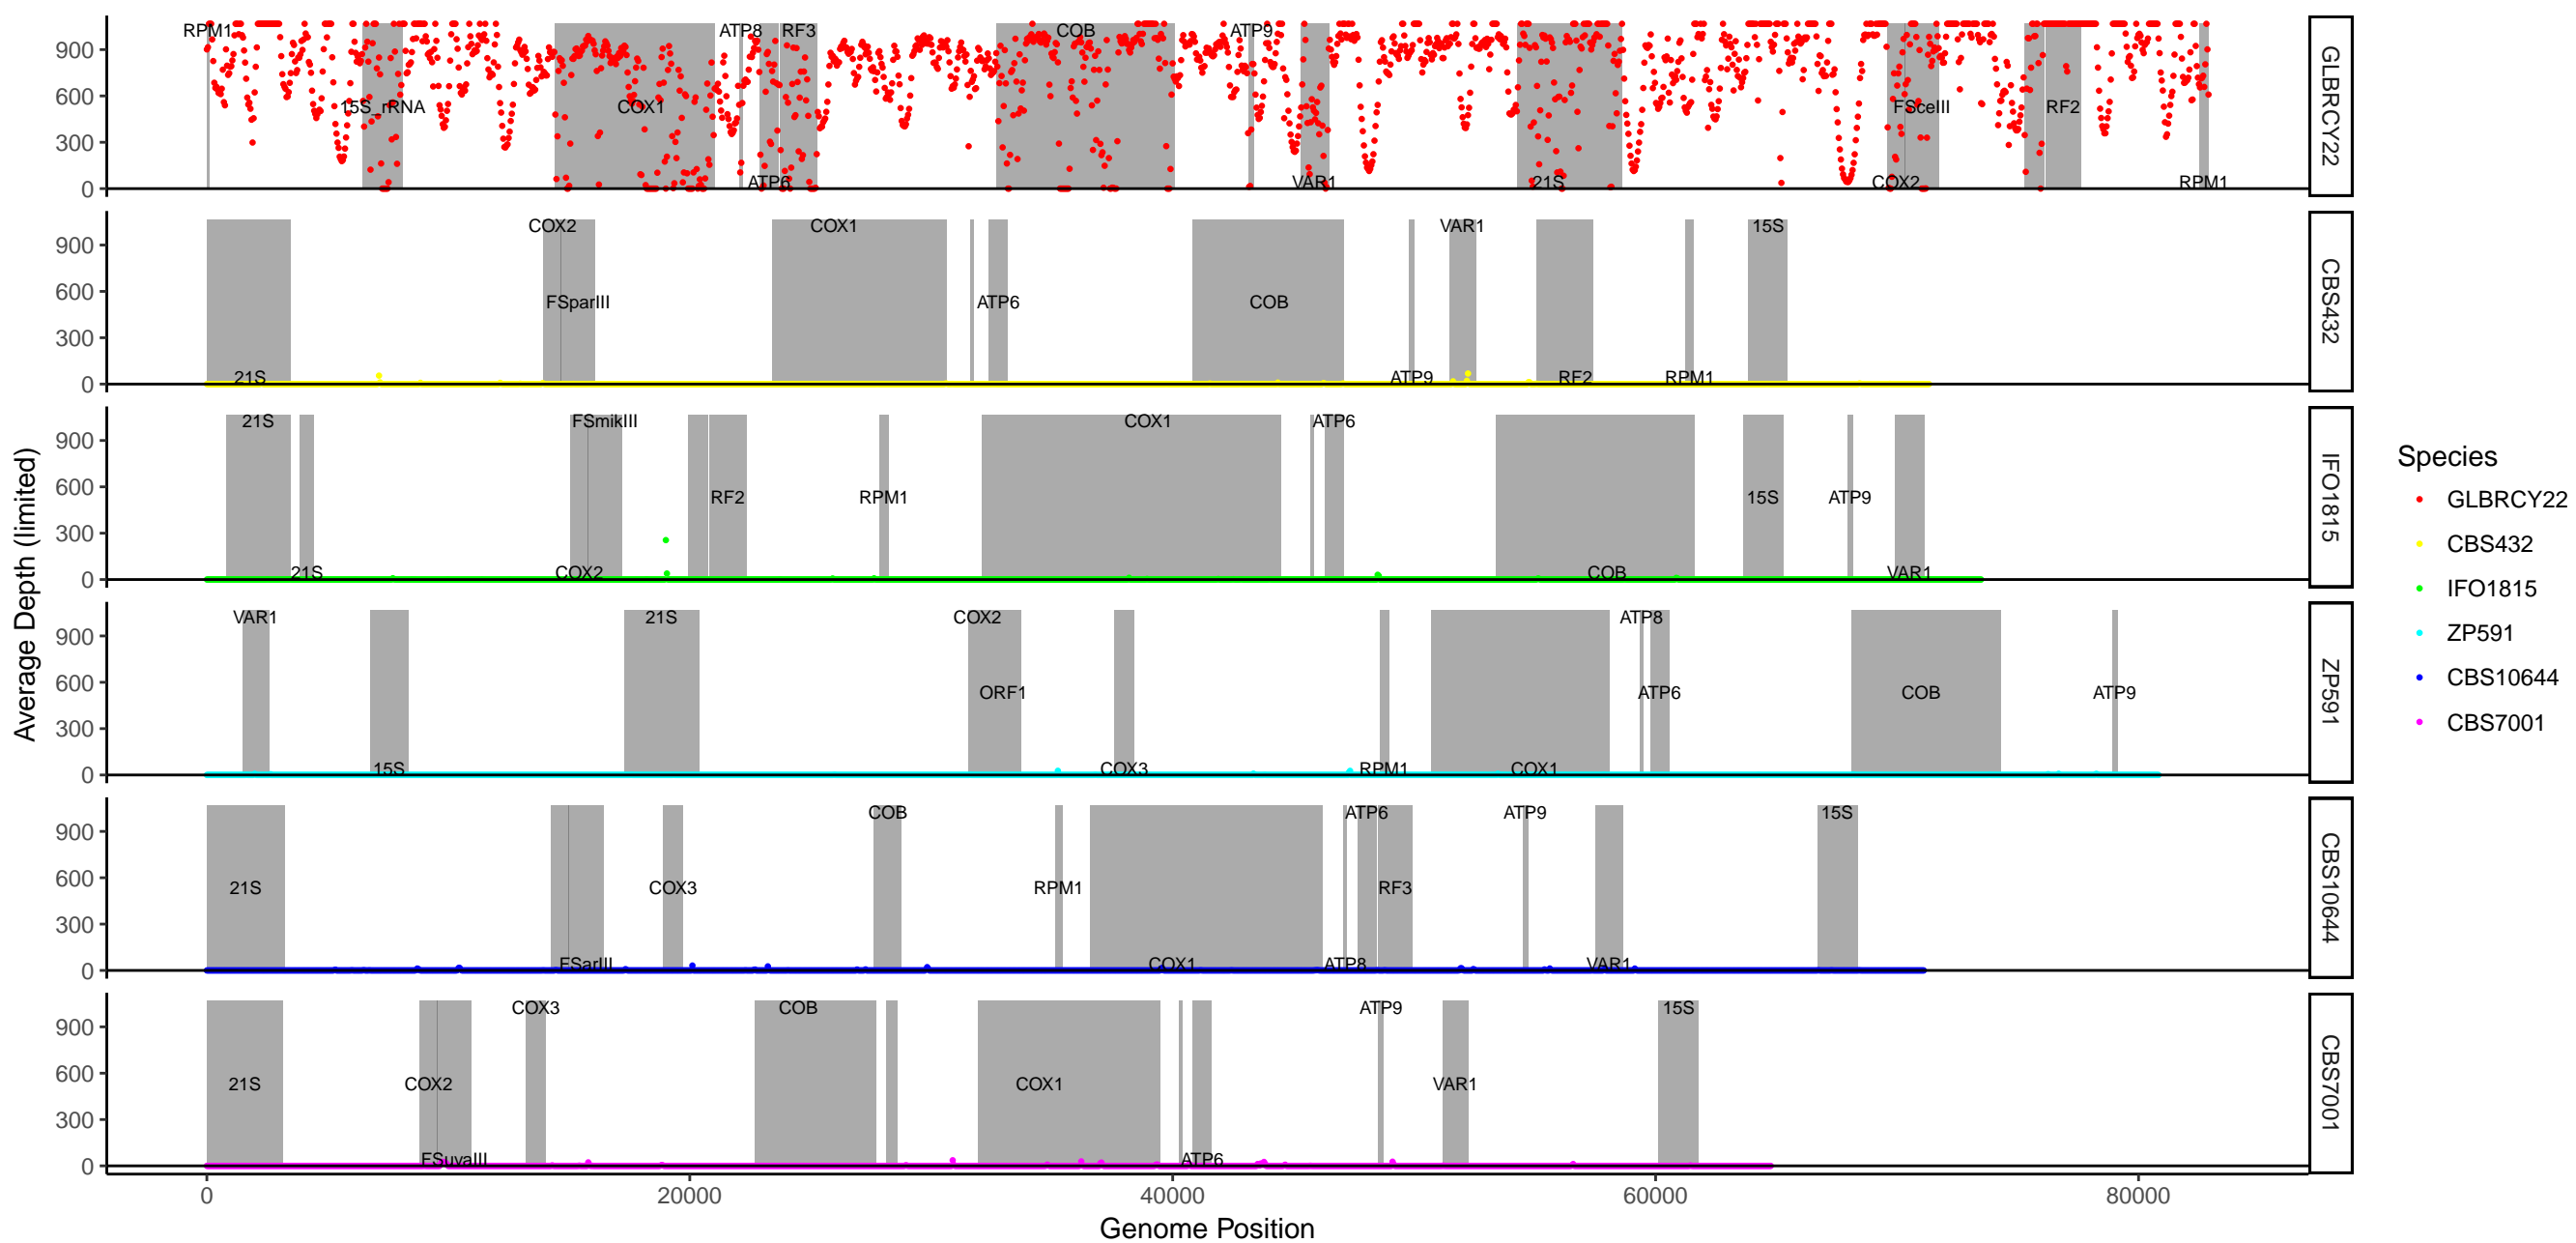 RPM1 ATP8 RF3 COB ATP9
15S_rRNA COX1 FSceIII RF2
ATP6 VAR1 21S COX2 RPM1
900
600
300
0
GLBRCY22
COX2 COX1 VAR1 15S
FSparIII ATP6 COB
21S ATP9 RF2 RPM1
900
600
300
0
CBS432
21S FSmikIII COX1 ATP6
RF2 RPM1 15S ATP9
21S COX2 COB VAR1
900
600
300
0
IFO1815
VAR1 21S COX2 ATP8
ORF1 ATP6 COB ATP9
15S COX3 RPM1 COX1
900
600
300
0
ZP591
COB ATP6 ATP9 15S
21S COX3 RPM1 RF3
FSarIII COX1 ATP8 VAR1
900
600
300
0
CBS10644
COX3 COB ATP9 15S
21S COX2 COX1 VAR1
FSuvaIII ATP6
900
600
300
0
CBS7001
0 20000 40000 60000 80000
Genome Position
Average Depth (limited)
Species
GLBRCY22
CBS432
IFO1815
ZP591
CBS10644
CBS7001